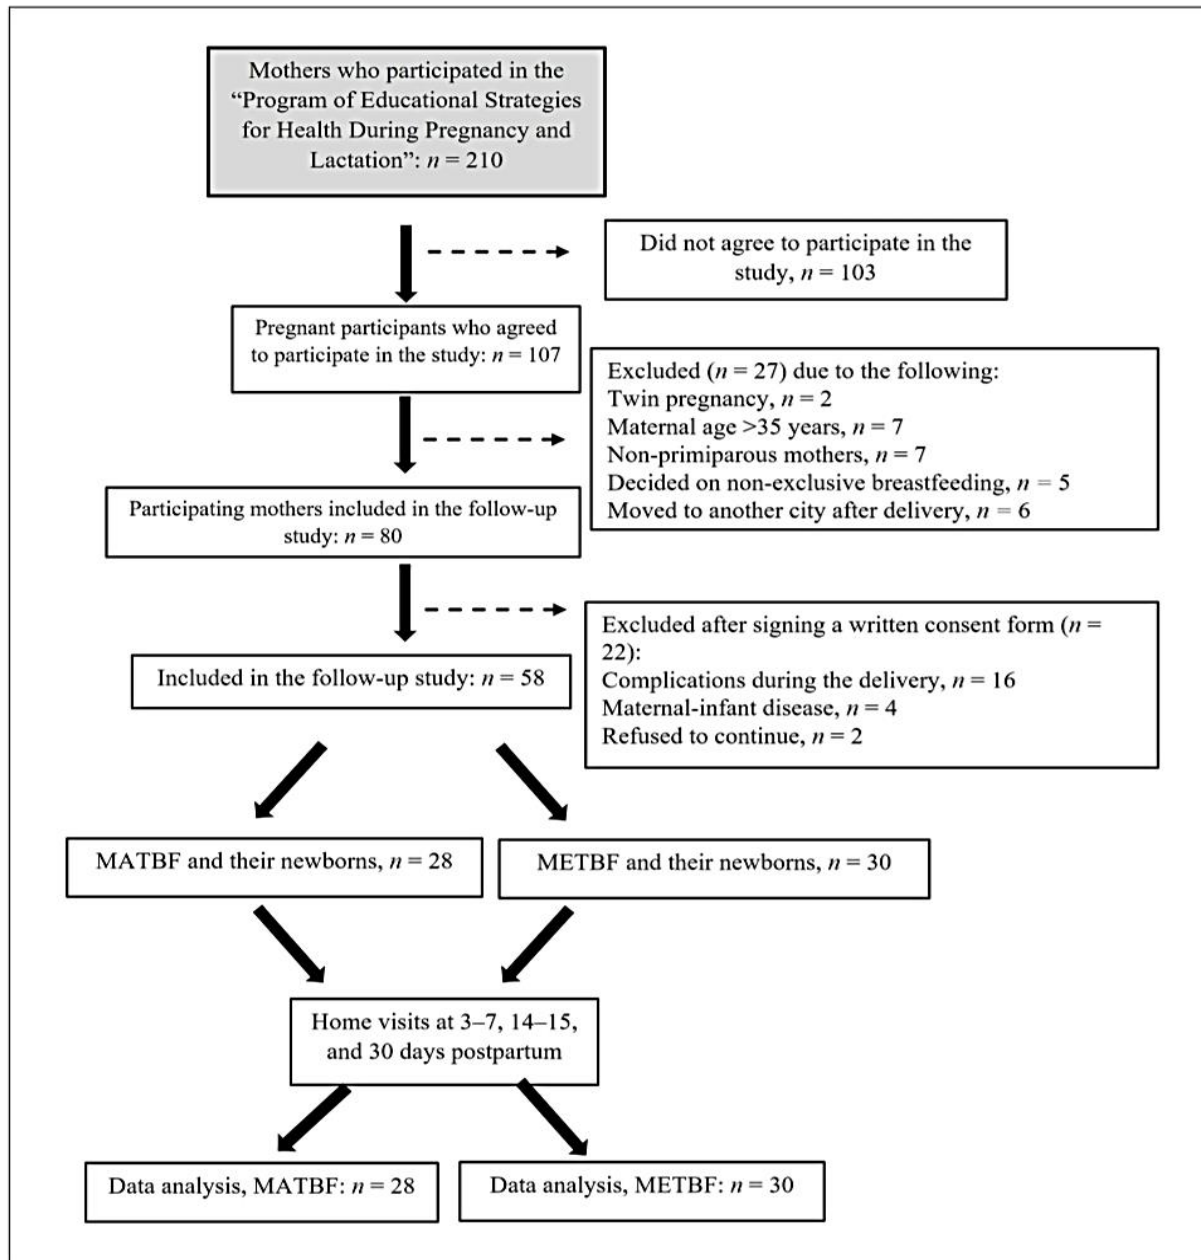 Mothers who participated in the
“Program of Educational Strategies
for Health During Pregnancy and
Lactation”: n = 210
Did not agree to participate in the
study, n = 103
Pregnant participants who agreed
to participate in the study: n = 107
Excluded (n = 27) due to the following:
Twin pregnancy, n = 2
Maternal age >35 years, n = 7
Non-primiparous mothers, n = 7
Decided on non-exclusive breastfeeding, n = 5
Moved to another city after delivery, n = 6
Participating mothers included in the follow-up
study: n = 80
Excluded after signing a written consent form (n =
22):
Complications during the delivery, n = 16
Maternal-infant disease, n = 4
Refused to continue, n = 2
Included in the follow-up study: n = 58
MATBF and their newborns, n = 28
METBF and their newborns, n = 30
Home visits at 3–7, 14–15,
and 30 days postpartum
Data analysis, MATBF: n = 28
Data analysis, METBF: n = 30